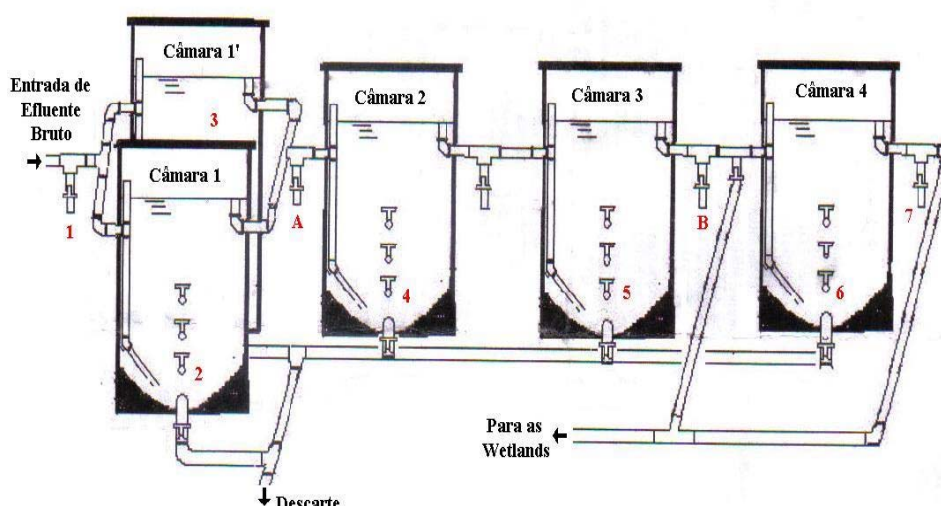 Câmara 1'
Entrada de
Efluente
Bruto
3
Câmara 2
Câmara 3
Câmara 4
Câmara 1
1
A
B
7
4
5
6
2
Para as
Wetlands
Descarte